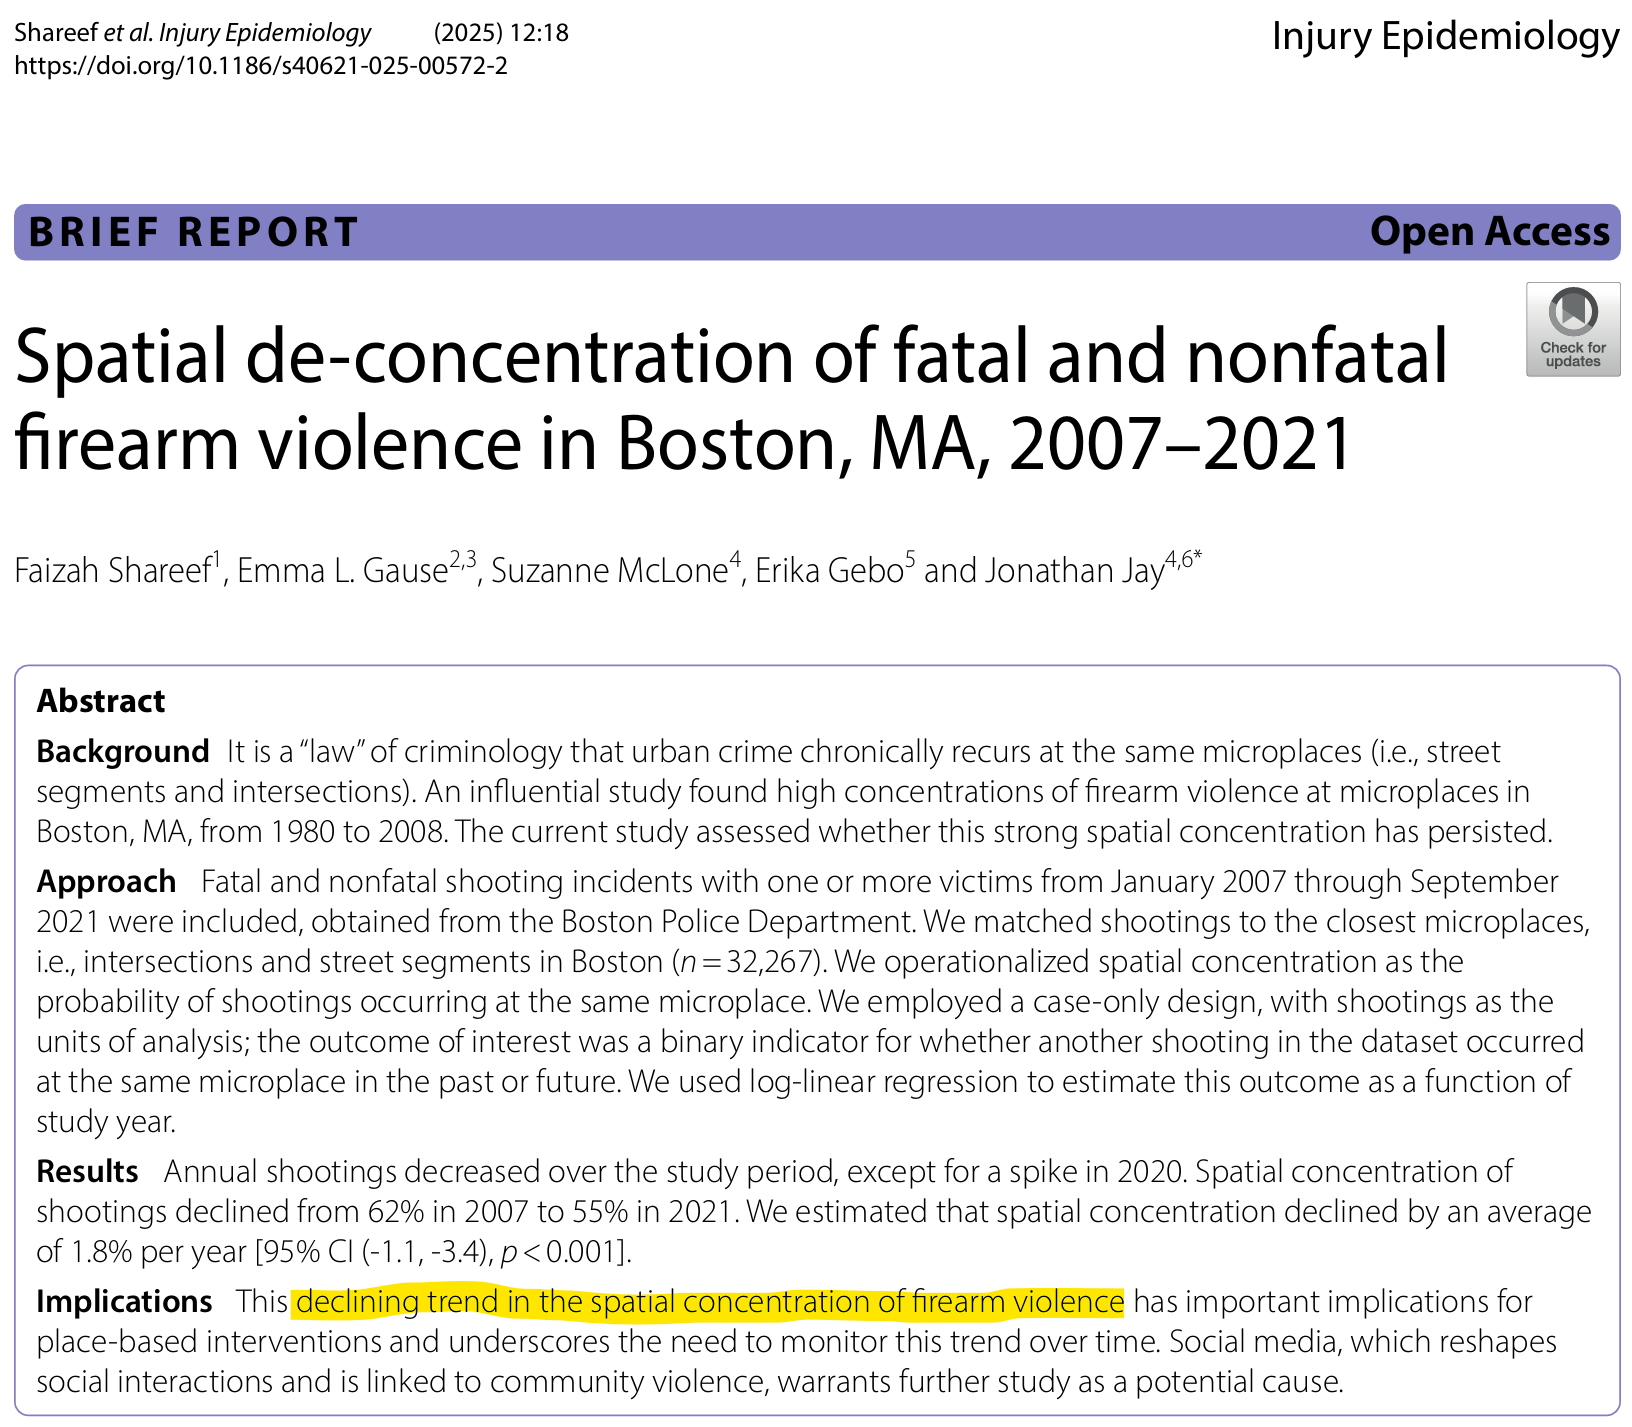 Shareef et al. Injury Epidemiology (2025) 12:18
https://doi.org/10.1186/s40621-025-00572-2
Injury Epidemiology
BRIEF REPORT
Open Access
Check for
updates
Spatial de-concentration of fatal and nonfatal
firearm violence in Boston, MA, 2007–2021
Faizah Shareef1, Emma L. Gause2,3, Suzanne McLone4, Erika Gebo5 and Jonathan Jay4,6*
Abstract
Background It is a “law” of criminology that urban crime chronically recurs at the same microplaces (i.e., street
segments and intersections). An influential study found high concentrations of firearm violence at microplaces in
Boston, MA, from 1980 to 2008. The current study assessed whether this strong spatial concentration has persisted.
Approach Fatal and nonfatal shooting incidents with one or more victims from January 2007 through September
2021 were included, obtained from the Boston Police Department. We matched shootings to the closest microplaces,
i.e., intersections and street segments in Boston (n = 32,267). We operationalized spatial concentration as the
probability of shootings occurring at the same microplace. We employed a case-only design, with shootings as the
units of analysis; the outcome of interest was a binary indicator for whether another shooting in the dataset occurred
at the same microplace in the past or future. We used log-linear regression to estimate this outcome as a function of
study year.
Results Annual shootings decreased over the study period, except for a spike in 2020. Spatial concentration of
shootings declined from 62% in 2007 to 55% in 2021. We estimated that spatial concentration declined by an average
of 1.8% per year [95% CI (-1.1, -3.4), p < 0.001].
Implications This declining trend in the spatial concentration of firearm violence has important implications for
place-based interventions and underscores the need to monitor this trend over time. Social media, which reshapes
social interactions and is linked to community violence, warrants further study as a potential cause.